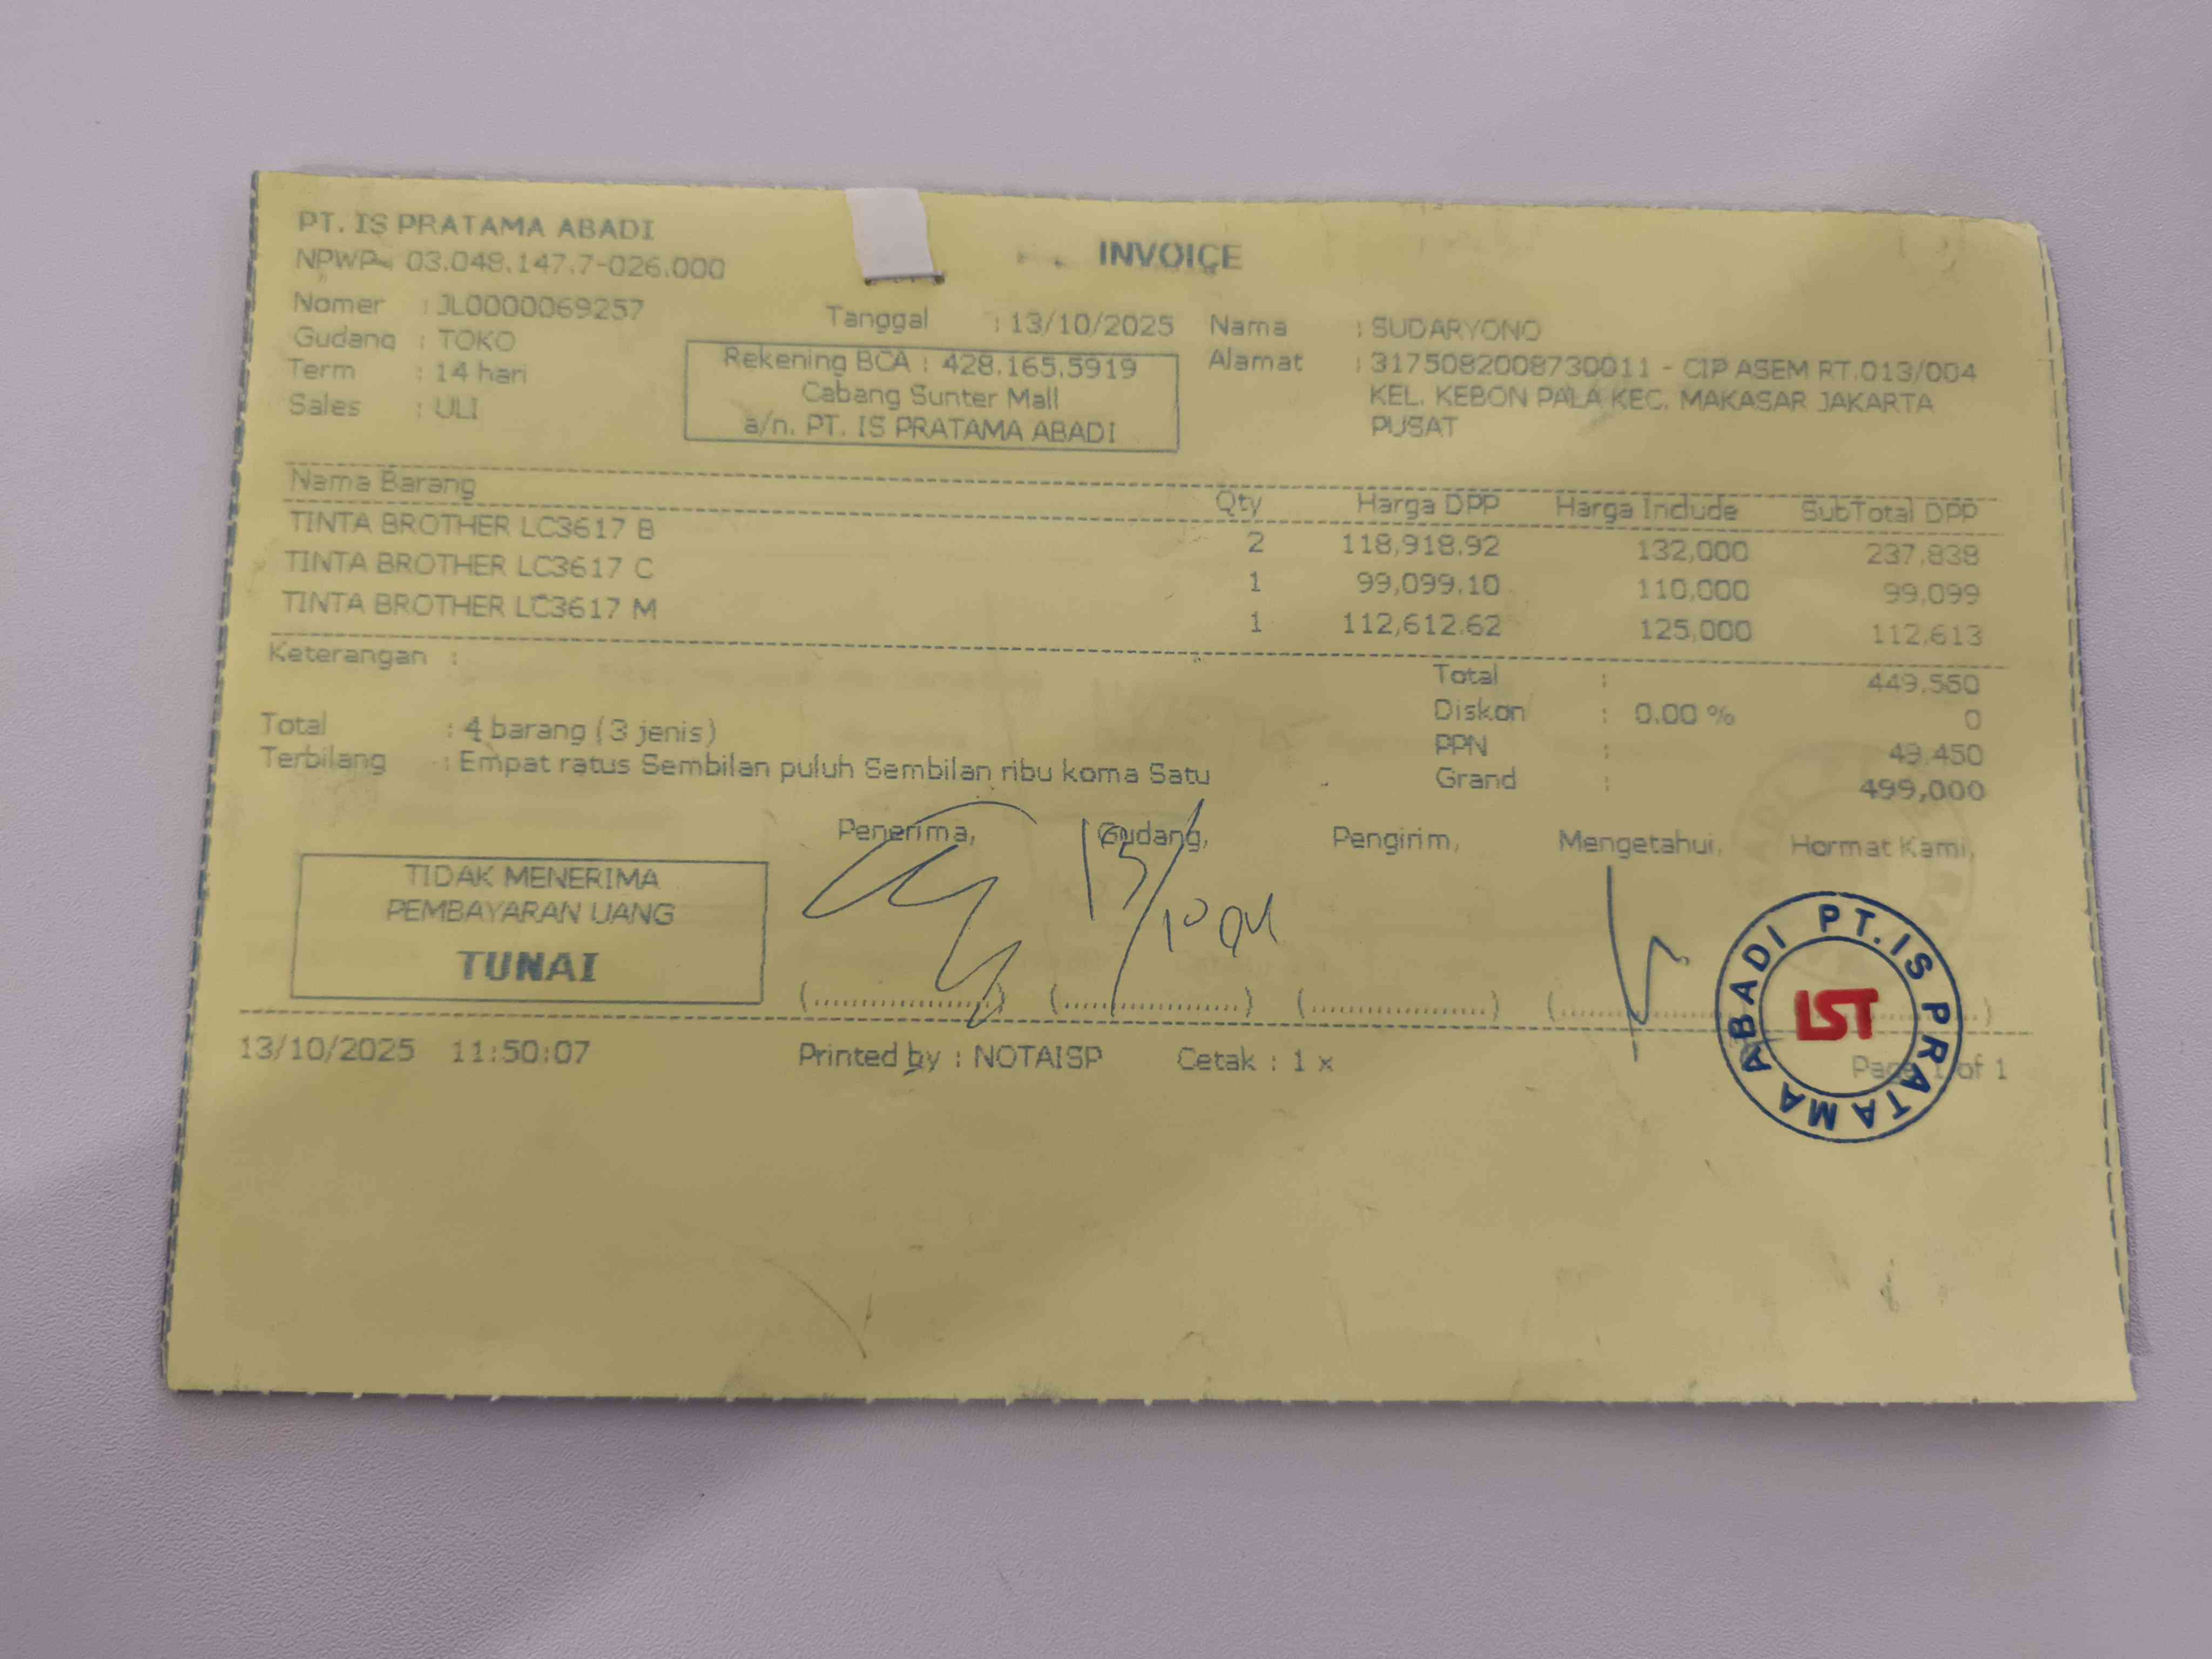 PT. IS PRATAMA ABADI
NPWP 03.048.147.7-026.000
INVOICE
Nomer : JL0000069257
Gudang : TOKO
Term : 14 hari
Sales : ULI
Tanggal : 13/10/2025
Rekening BCA : 428.165.5919
Cabang Sunter Mall
a/n. PT. IS PRATAMA ABADI
Nama : SUDARYONO
Alamat : 3175082008730011 - CIP ASEM RT.013/004
KEL. KEBON PALA KEC. MAKASAR JAKARTA
PUSAT
Nama Barang Qty Harga DPP Harga Include SubTotal DPP
TINTA BROTHER LC3617 B 2 118,918.92 132,000 237,838
TINTA BROTHER LC3617 C 1 99,099.10 110,000 99,099
TINTA BROTHER LC3617 M 1 112,612.62 125,000 112,613
Keterangan :
Total : 4 barang (3 jenis)
Terbilang : Empat ratus Sembilan puluh Sembilan ribu koma Satu
Total : 449,550
Diskon : 0.00 % 0
PPN : 49,450
Grand : 499,000
Penerima, Gudang, Pengirim, Mengetahui, Hormat Kami,
13/10
TIDAK MENERIMA
PEMBAYARAN UANG
TUNAI
PT. IS PRATAMA ABADI
IST
13/10/2025 11:50:07 Printed by : NOTAISP Cetak : 1 x Page 1 of 1